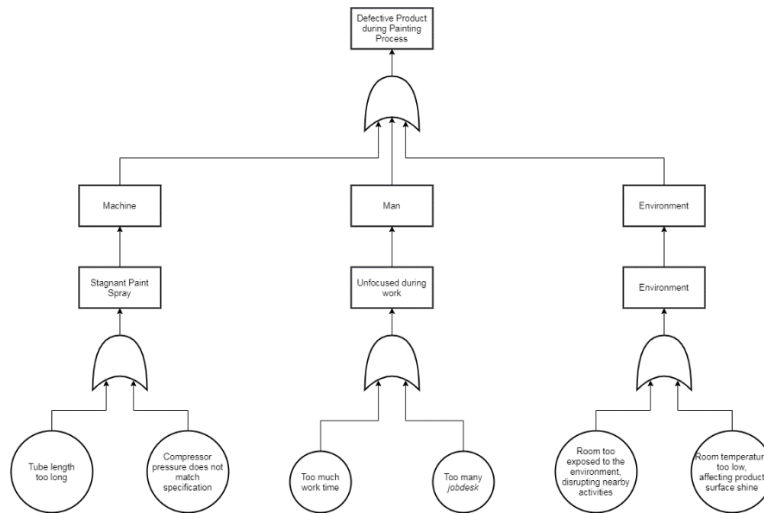 Defective Product
during Painting
Process
Machine
Man
Environment
Stagnant Paint
Spray
Unfocused during
work
Environment
Tube length
too long
Compressor
pressure does not
match
specification
Too much
work time
Too many
jobdesk
Room too
exposed to the
environment,
disrupting nearby
activities
Room temperature
too low,
affecting product
surface shine